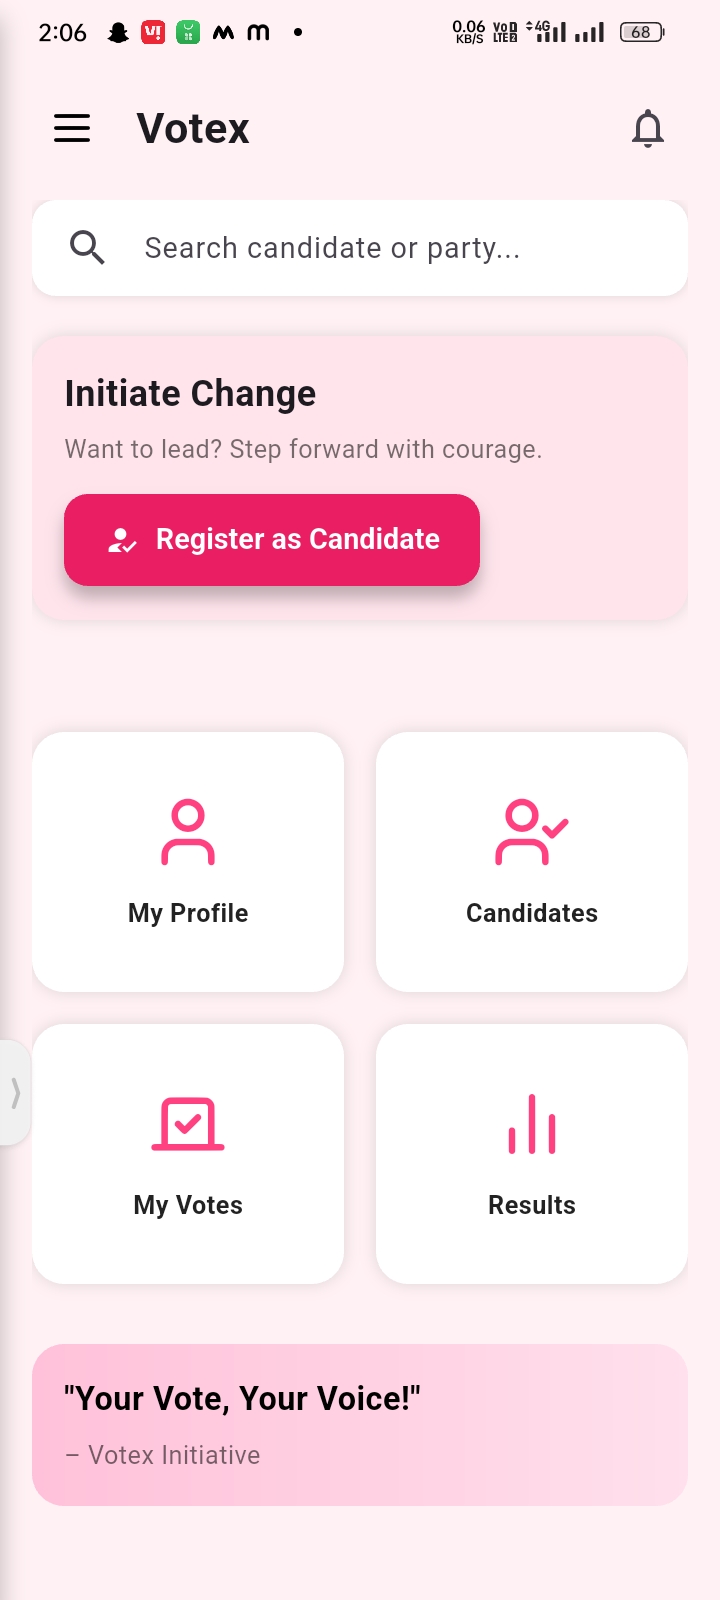 2:06
0.06 KB/S
Vo LTE
4G
68
Votex
Search candidate or party...
Initiate Change
Want to lead? Step forward with courage.
Register as Candidate
My Profile
Candidates
My Votes
Results
"Your Vote, Your Voice!"
– Votex Initiative